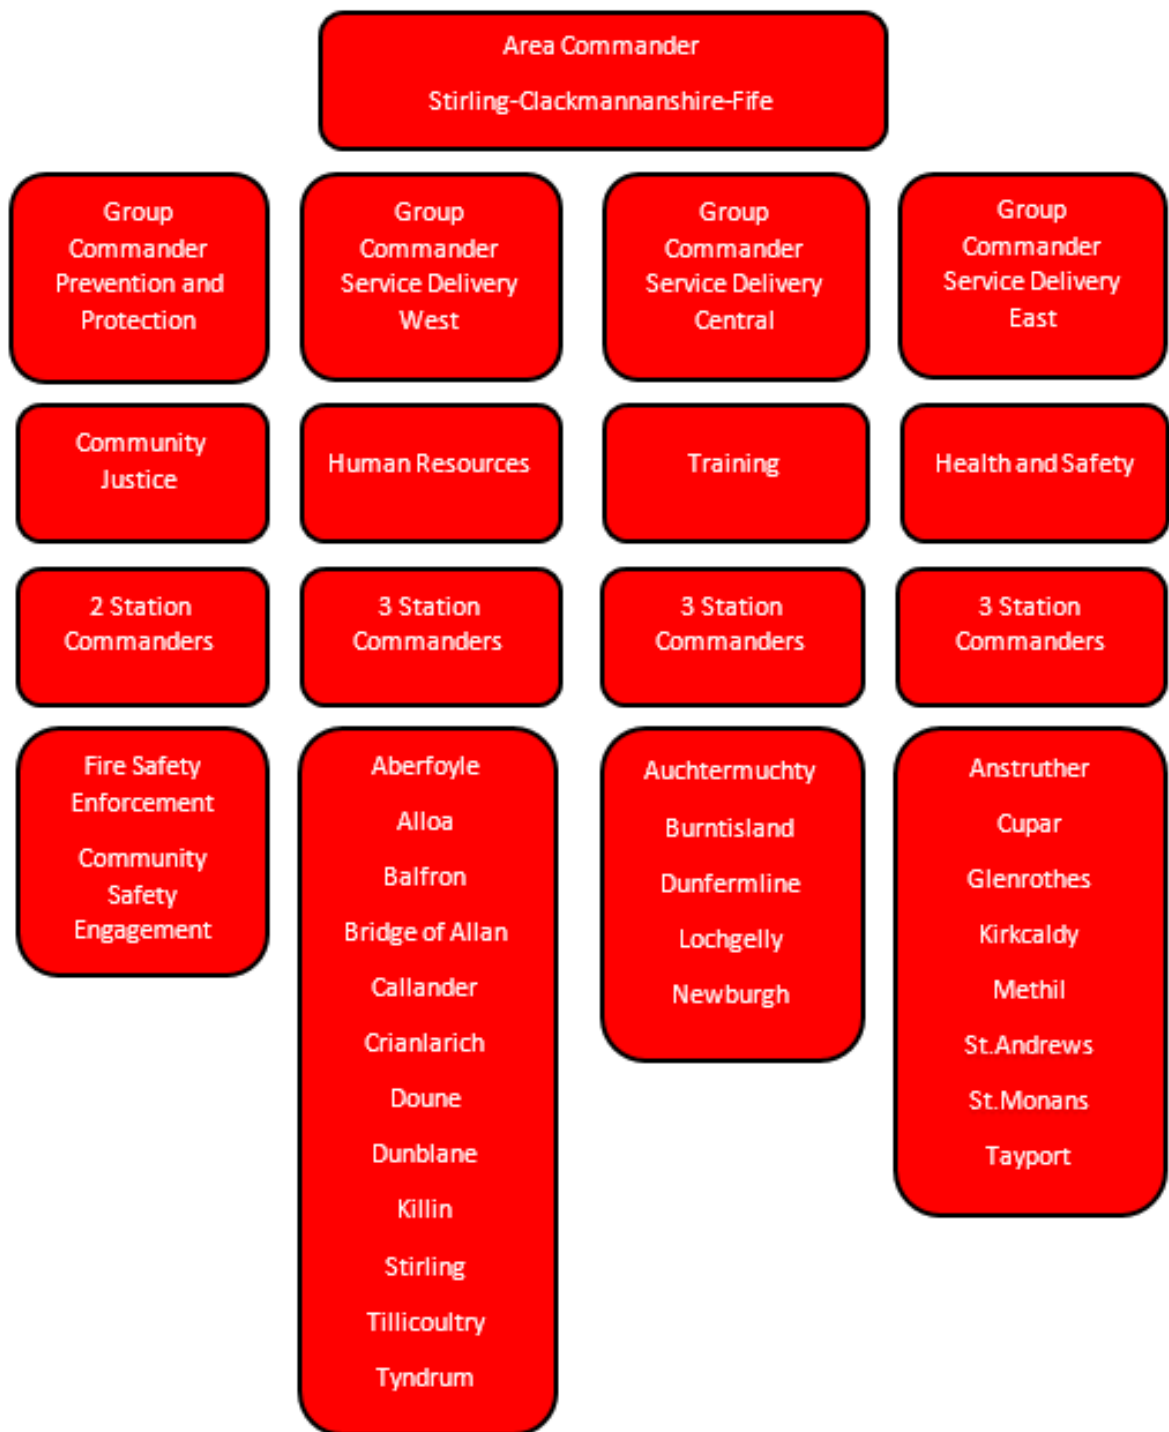 Area Commander
Stirling-Clackmannanshire-Fife
Group
Commander
Prevention and
Protection
Group
Commander
Service Delivery
West
Group
Commander
Service Delivery
Central
Group
Commander
Service Delivery
East
Community
Justice
Human Resources
Training
Health and Safety
2 Station
Commanders
3 Station
Commanders
3 Station
Commanders
3 Station
Commanders
Fire Safety
Enforcement
Community
Safety
Engagement
Aberfoyle
Alloa
Balfron
Bridge of Allan
Callander
Crianlarich
Doune
Dunblane
Killin
Stirling
Tillicoultry
Tyndrum
Auchtermuchty
Burntisland
Dunfermline
Lochgelly
Newburgh
Anstruther
Cupar
Glenrothes
Kirkcaldy
Methil
St.Andrews
St.Monans
Tayport